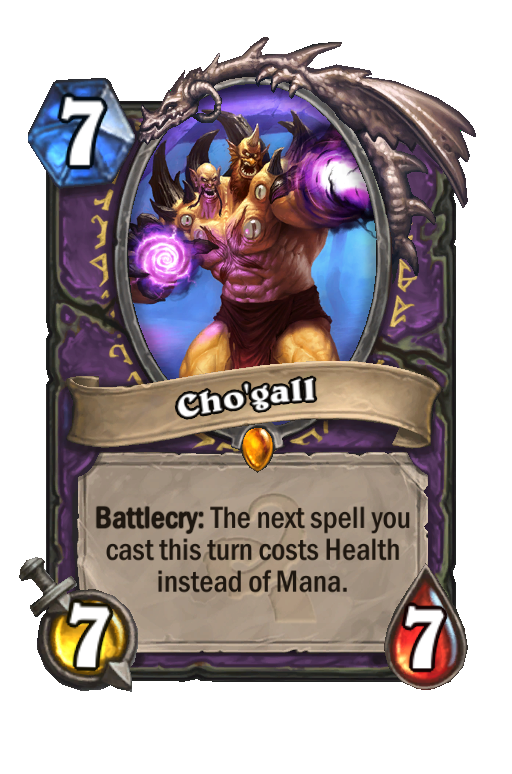 7
Cho'gall
Battlecry: The next spell you
cast this turn costs Health
instead of Mana.
7
7